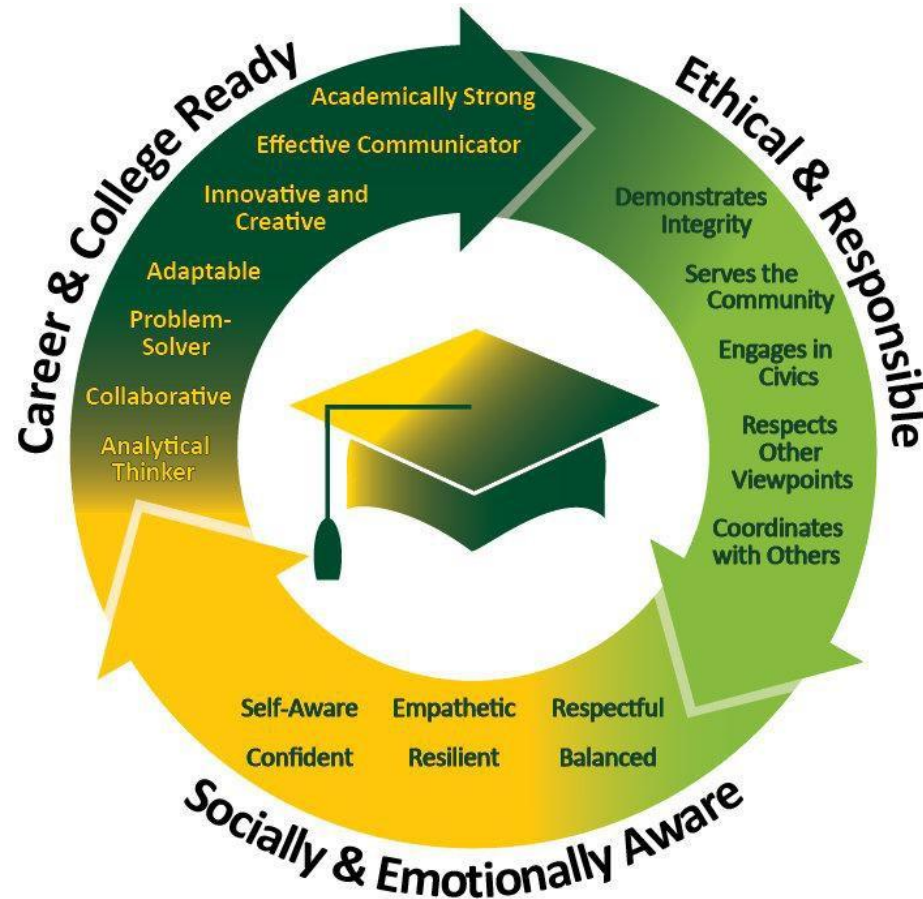 Career & College Ready
Academically Strong
Effective Communicator
Innovative and
Creative
Adaptable
Problem-
Solver
Collaborative
Analytical
Thinker
Ethical & Responsible
Demonstrates
Integrity
Serves the
Community
Engages in
Civics
Respects
Other
Viewpoints
Coordinates
with Others
Self-Aware Empathetic Respectful
Confident Resilient Balanced
Socially & Emotionally Aware